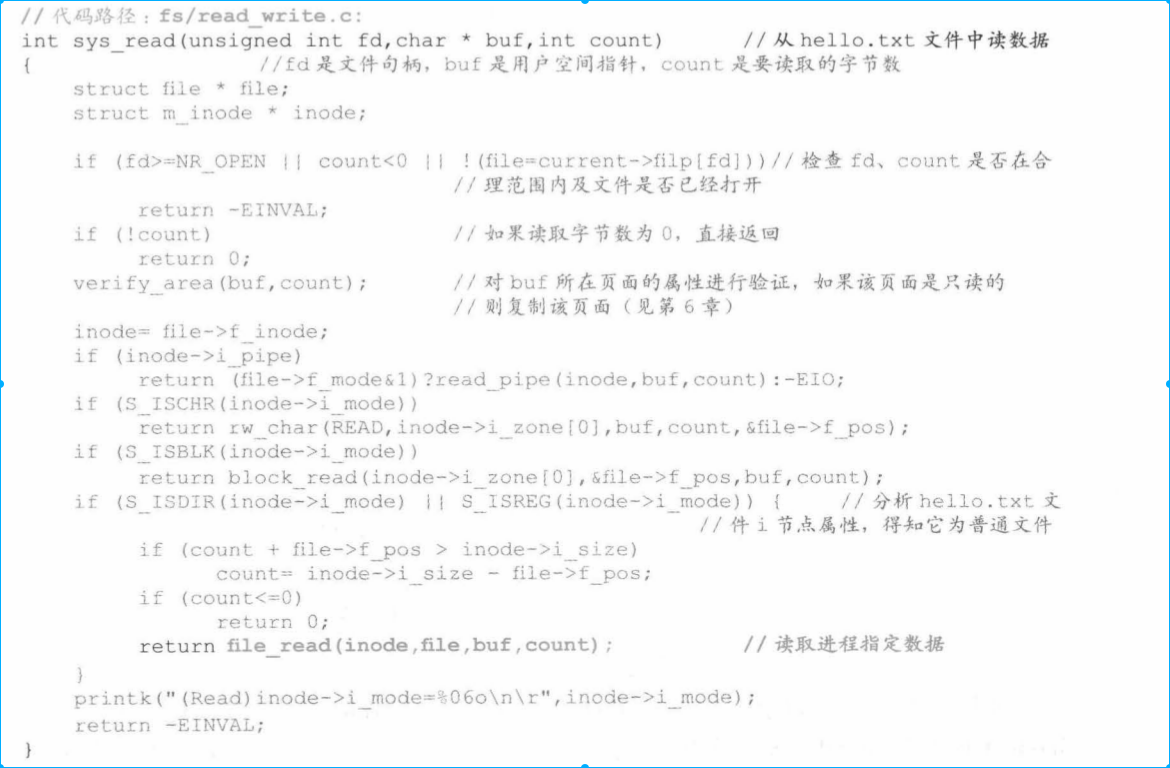 // 代码路径：fs/read_write.c:
int sys_read(unsigned int fd,char * buf,int count)        // 从 hello.txt 文件中读数据
{                  //fd 是文件句柄，buf 是用户空间指针，count 是要读取的字节数
    struct file * file;
    struct m_inode * inode;
    if (fd>=NR_OPEN || count<0 || !(file=current->filp[fd]))// 检查 fd、count 是否在合
                                  // 理范围内及文件是否已经打开
         return -EINVAL;
    if (!count)                   // 如果读取字节数为 0，直接返回
         return 0;
    verify_area(buf,count);       // 对 buf 所在页面的属性进行验证，如果该页面是只读的
                                  // 则复制该页面（见第 6 章）
    inode= file->f_inode;
    if (inode->i_pipe)
         return (file->f_mode&1)?read_pipe(inode,buf,count):-EIO;
    if (S_ISCHR(inode->i_mode))
         return rw_char(READ,inode->i_zone[0],buf,count,&file->f_pos);
    if (S_ISBLK(inode->i_mode))
         return block_read(inode->i_zone[0],&file->f_pos,buf,count);
    if (S_ISDIR(inode->i_mode) || S_ISREG(inode->i_mode)) {     // 分析 hello.txt 文
                                                     // 件 i 节点属性，得知它为普通文件
         if (count + file->f_pos > inode->i_size)
               count= inode->i_size - file->f_pos;
         if (count<=0)
               return 0;
         return file_read(inode,file,buf,count);          // 读取进程指定数据
    }
    printk("(Read)inode->i_mode=%06o\n\r",inode->i_mode);
    return -EINVAL;
}